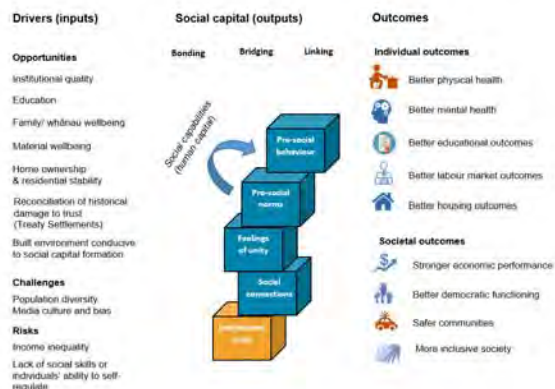 Drivers (inputs)
Opportunities
Institutional quality
Education
Family/ whānau wellbeing
Material wellbeing
Home ownership
& residential stability
Reconciliation of historical
damage to trust
(Treaty Settlements)
Built environment conducive
to social capital formation
Challenges
Population diversity
Media culture and bias
Risks
Income inequality
Lack of social skills or
individuals' ability to self-
regulate
Social capital (outputs)
Bonding
Bridging
Linking
Social capabilities
(human capital)
Pro-social
behaviour
Pro-social
norms
Feelings
of unity
Social
connections
Outcomes
Individual outcomes
Better physical health
Better mental health
Better educational outcomes
Better labour market outcomes
Better housing outcomes
Societal outcomes
Stronger economic performance
Better democratic functioning
Safer communities
More inclusive society